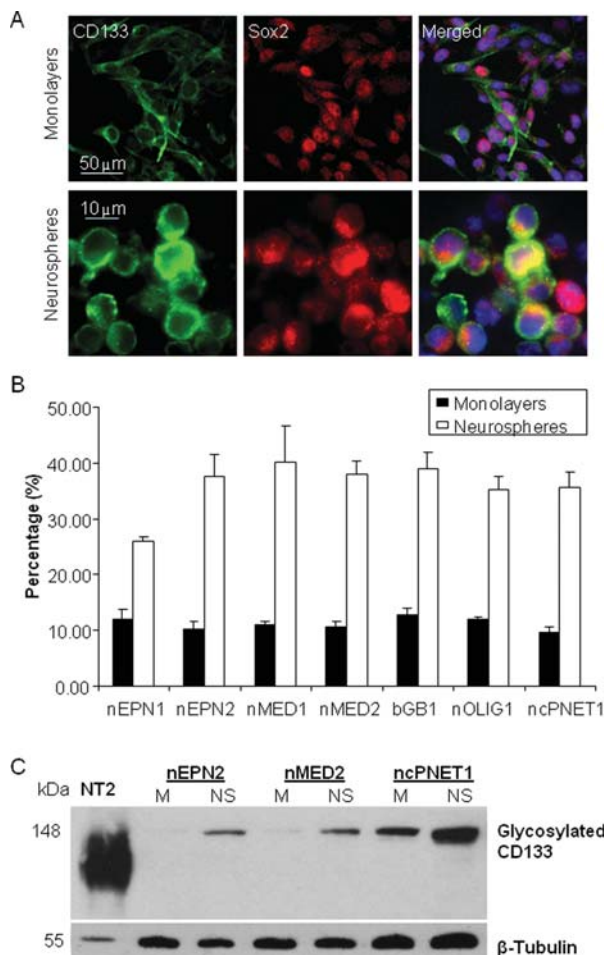 A
CD133 Sox2 Merged
Monolayers
50 μm
Neurospheres
10 μm
B
Percentage (%)
50.00
40.00
30.00
20.00
10.00
0.00
Monolayers
Neurospheres
nEPN1 nEPN2 nMED1 nMED2 bGB1 nOLIG1 ncPNET1
C
kDa NT2 nEPN2 nMED2 ncPNET1
M NS M NS M NS
148 Glycosylated
CD133
55 β-Tubulin